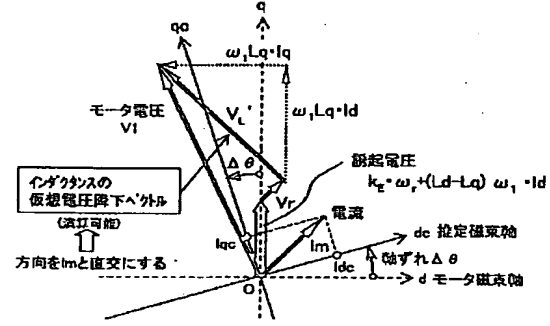 q
qc
ω₁Lq・Iq
モータ電圧
V1
VL'
ω₁Lq・Id
Δθ
誘起電圧
kE・ωr+(Ld-Lq) ω₁・Id
インダクタンスの
仮想電圧降下ベクトル
(演算可能)
方向をImと直交にする
Vr
電流
Im
Iqc
Idc
dc 推定磁束軸
軸ずれΔθ
O
d モータ磁束軸